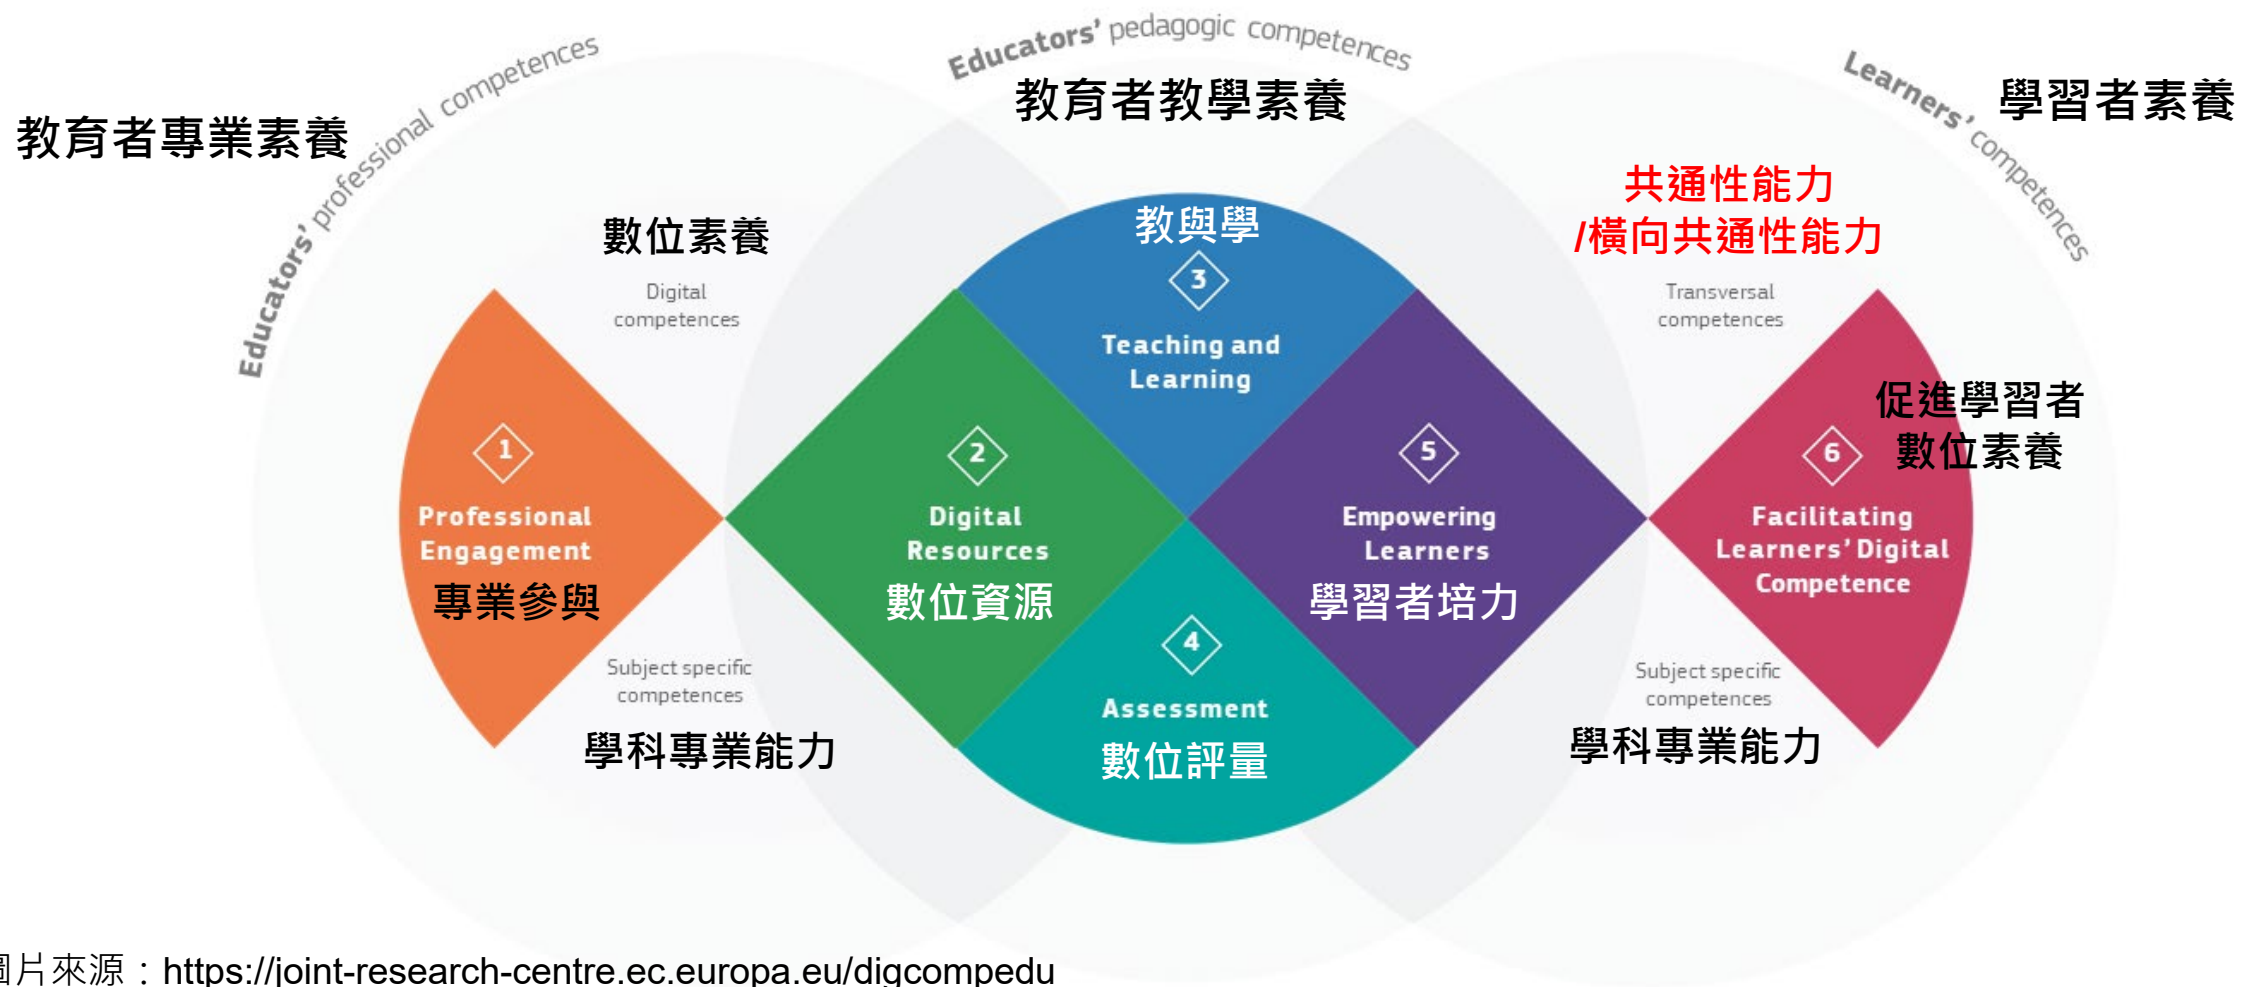 Educators' professional competences
教育者專業素養
Educators' pedagogic competences
教育者教學素養
Learners' competences
學習者素養
數位素養
Digital
competences
共通性能力
/橫向共通性能力
Transversal
competences
1
Professional
Engagement
專業參與
Subject specific
competences
學科專業能力
2
Digital
Resources
數位資源
教與學
3
Teaching and
Learning
4
Assessment
數位評量
5
Empowering
Learners
學習者培力
促進學習者
數位素養
6
Facilitating
Learners' Digital
Competence
Subject specific
competences
學科專業能力
圖片來源：https://joint-research-centre.ec.europa.eu/digcompedu